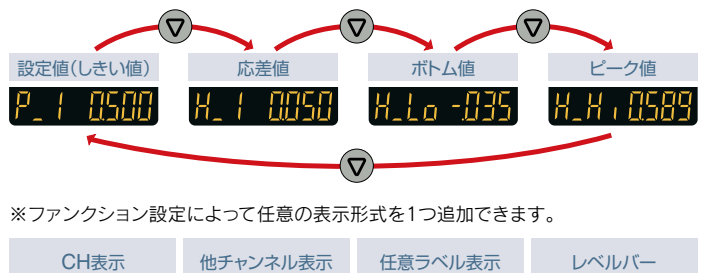 設定値（しきい値） 応差値 ボトム値 ピーク値
P_1 0.500 H_1 0.050 H_Lo -.035 H_Hi 0.589
※ファンクション設定によって任意の表示形式を1つ追加できます。
CH表示 他チャンネル表示 任意ラベル表示 レベルバー